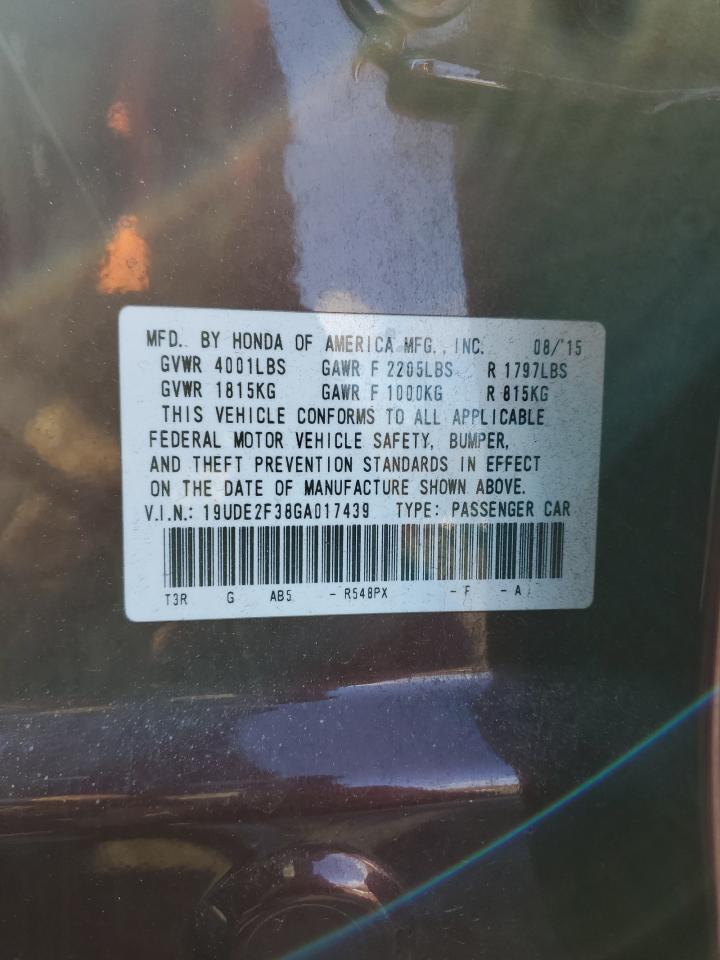 MFD. BY HONDA OF AMERICA MFG., INC. 08/'15
GVWR 4001LBS GAWR F 2205LBS R 1797LBS
GVWR 1815KG GAWR F 1000KG R 815KG
THIS VEHICLE CONFORMS TO ALL APPLICABLE
FEDERAL MOTOR VEHICLE SAFETY, BUMPER,
AND THEFT PREVENTION STANDARDS IN EFFECT
ON THE DATE OF MANUFACTURE SHOWN ABOVE.
V.I.N.: 19UDE2F38GA017439 TYPE: PASSENGER CAR
T3R G AB5 - R548PX - F - A